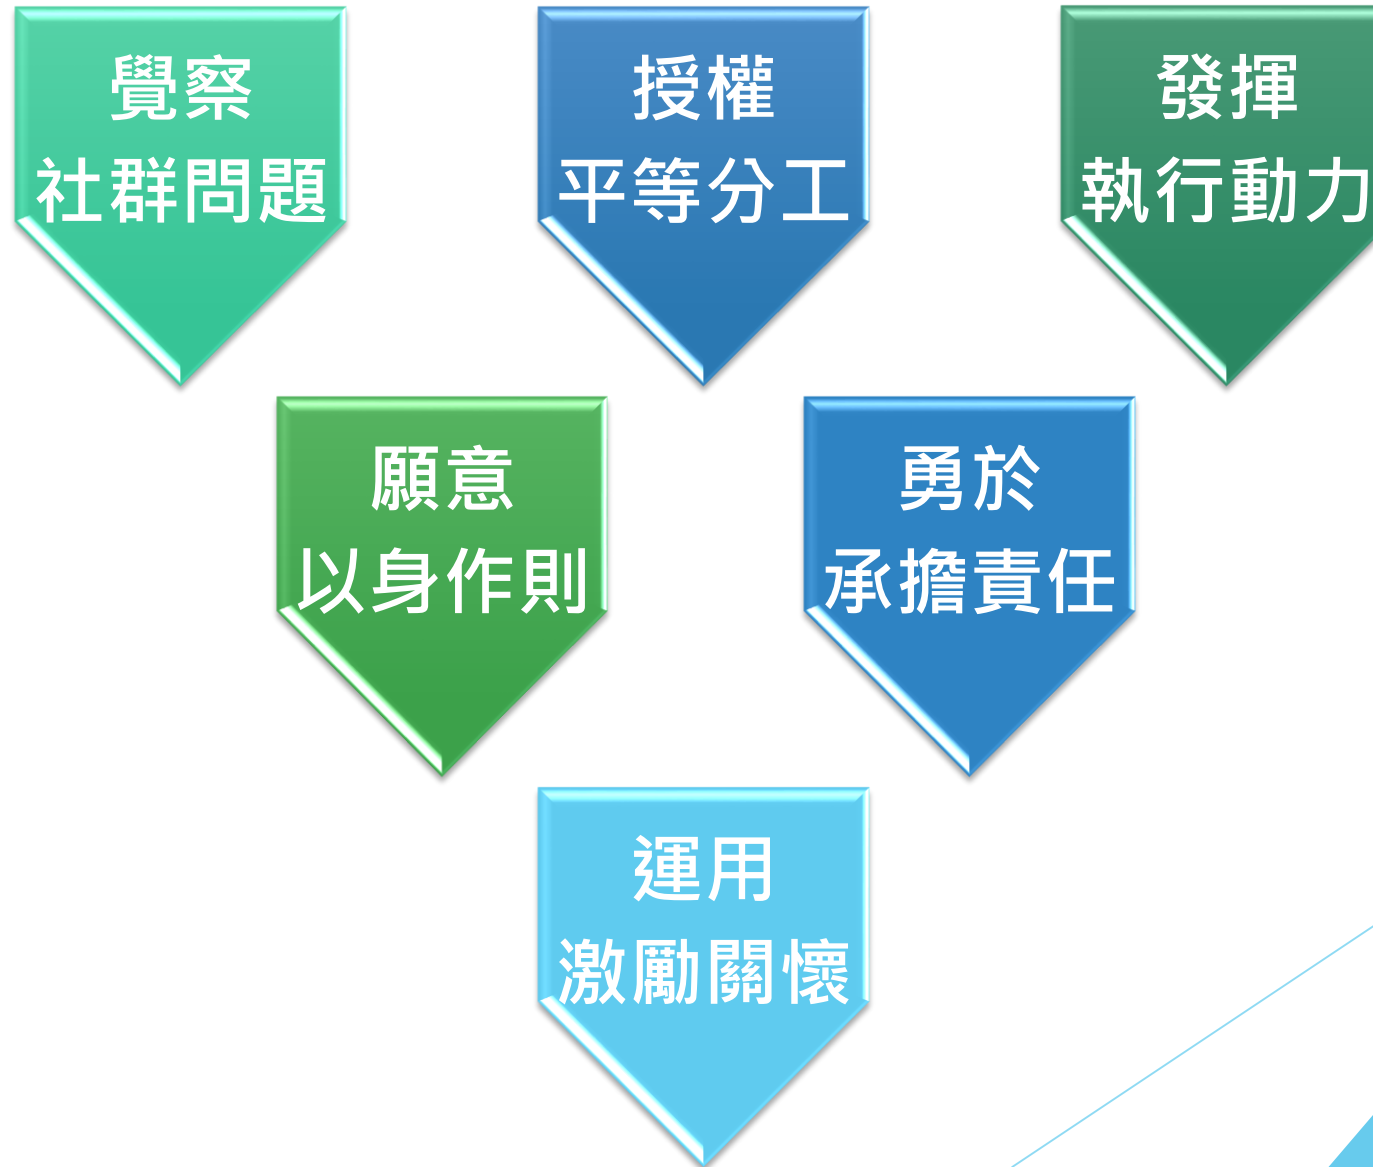 覺察
社群問題
授權
平等分工
發揮
執行動力
願意
以身作則
勇於
承擔責任
運用
激勵關懷